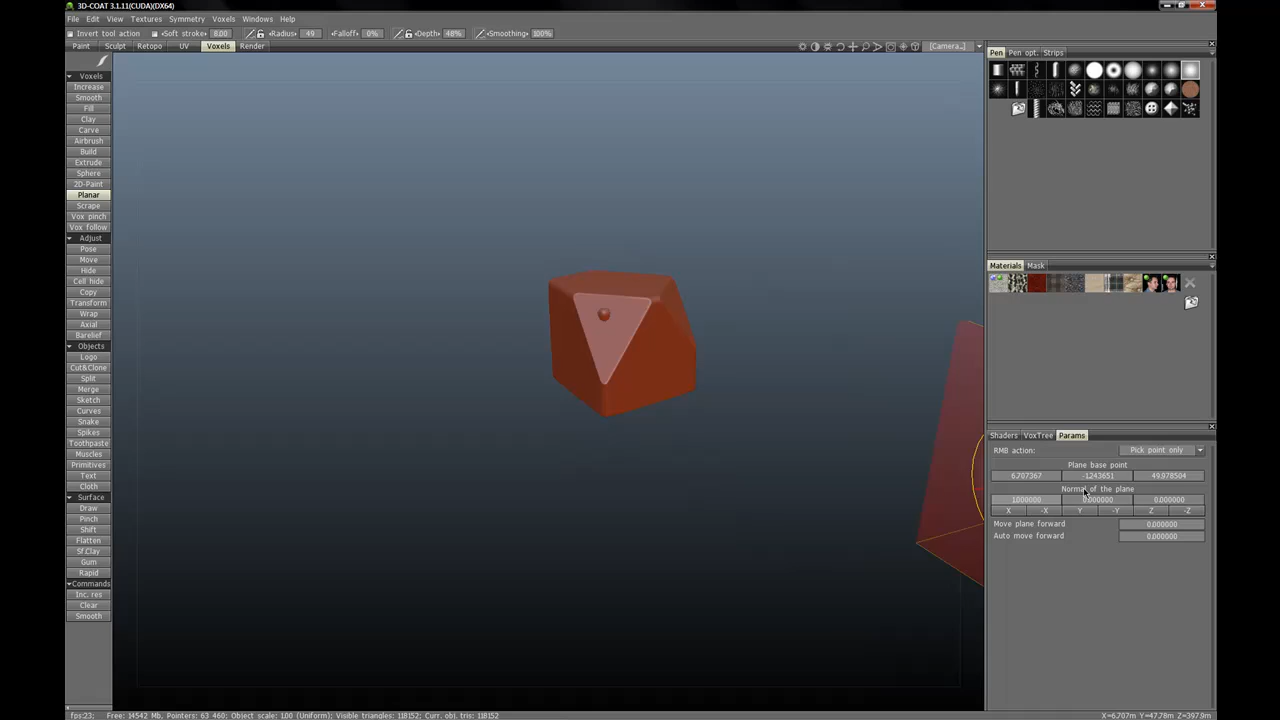 3D-COAT 3.1.00(CUDA)(DX64)
File Edit View Textures Symmetry Voxels Windows Help
Invert tool action Soft stroke: 8.00 Radius: 49 Falloff: 0% Depth: 48% Smoothing: 100%
Paint Sculpt Retopo UV Voxels Render [Camera..]
Pen Pen opt. Strips
Voxels
Increase
Smooth
Fill
Clay
Carve
Airbrush
Build
Extrude
Sphere
2D-Paint
Planar
Scrape
Vox pinch
Vox follow
Adjust
Pose
Move
Hide
Cell hide
Copy
Transform
Wrap
Axial
Barelief
Objects
Logo
Cut&Clone
Split
Merge
Sketch
Curves
Snake
Spikes
Toothpaste
Muscles
Primitives
Text
Cloth
Surface
Draw
Pinch
Shift
Flatten
Sf.Clay
Gum
Rapid
Commands
Inc. res
Clear
Smooth
Materials Mask
Shaders VoxTree Params
RMB action: Pick point only
Plane base point
6.707367 -1.243651 49.978504
Normal of the plane
1.000000 0.000000 0.000000
X -X Y -Y Z -Z
Move plane forward 0.000000
Auto move forward 0.000000
fps:23; Free: 14542 Mb, Pointers: 63 460; Object scale: 1.00 (Uniform); Visible triangles: 118152; Curr. obj. tris: 118152 X=6.707m Y=47.78m Z=397.9m